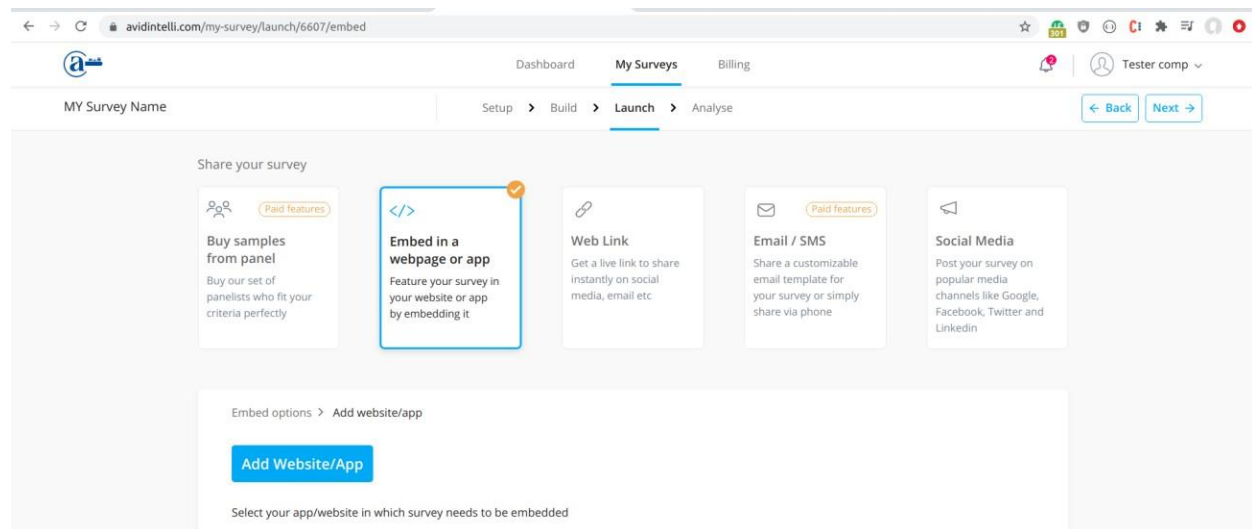 avidintelli.com/my-survey/launch/6607/embed
301
a
Dashboard My Surveys Billing
2
Tester comp
MY Survey Name
Setup > Build > Launch > Analyse
← Back Next →
Share your survey
Paid features
Buy samples
from panel
Buy our set of
panelists who fit your
criteria perfectly
</>
Embed in a
webpage or app
Feature your survey in
your website or app
by embedding it
Web Link
Get a live link to share
instantly on social
media, email etc
Paid features
Email / SMS
Share a customizable
email template for
your survey or simply
share via phone
Social Media
Post your survey on
popular media
channels like Google,
Facebook, Twitter and
Linkedin
Embed options > Add website/app
Add Website/App
Select your app/website in which survey needs to be embedded